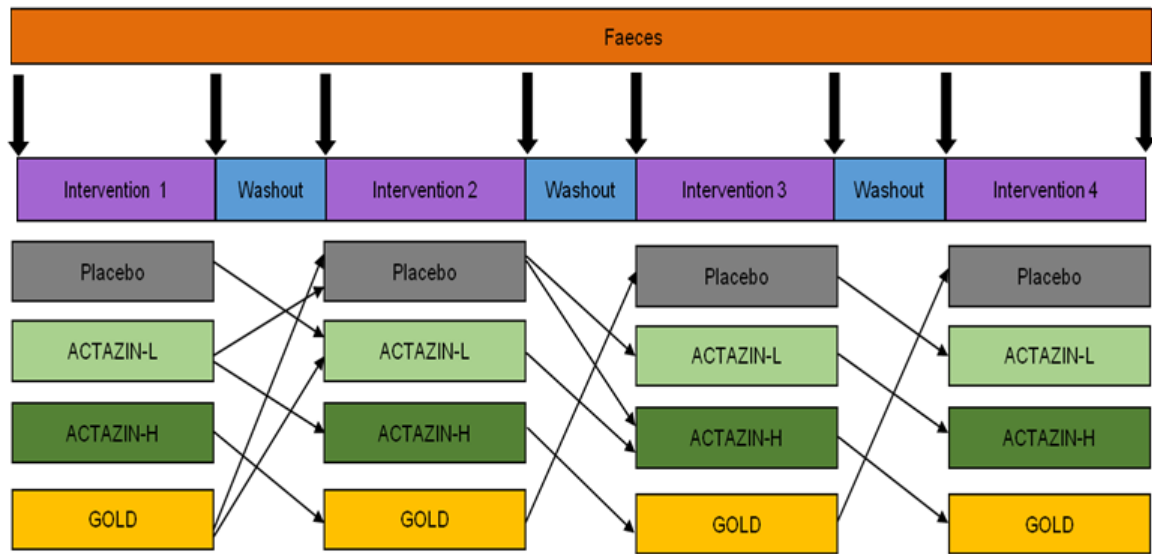 Faeces
Intervention 1 Washout Intervention 2 Washout Intervention 3 Washout Intervention 4
Placebo Placebo Placebo Placebo
ACTAZIN-L ACTAZIN-L ACTAZIN-L ACTAZIN-L
ACTAZIN-H ACTAZIN-H ACTAZIN-H ACTAZIN-H
GOLD GOLD GOLD GOLD